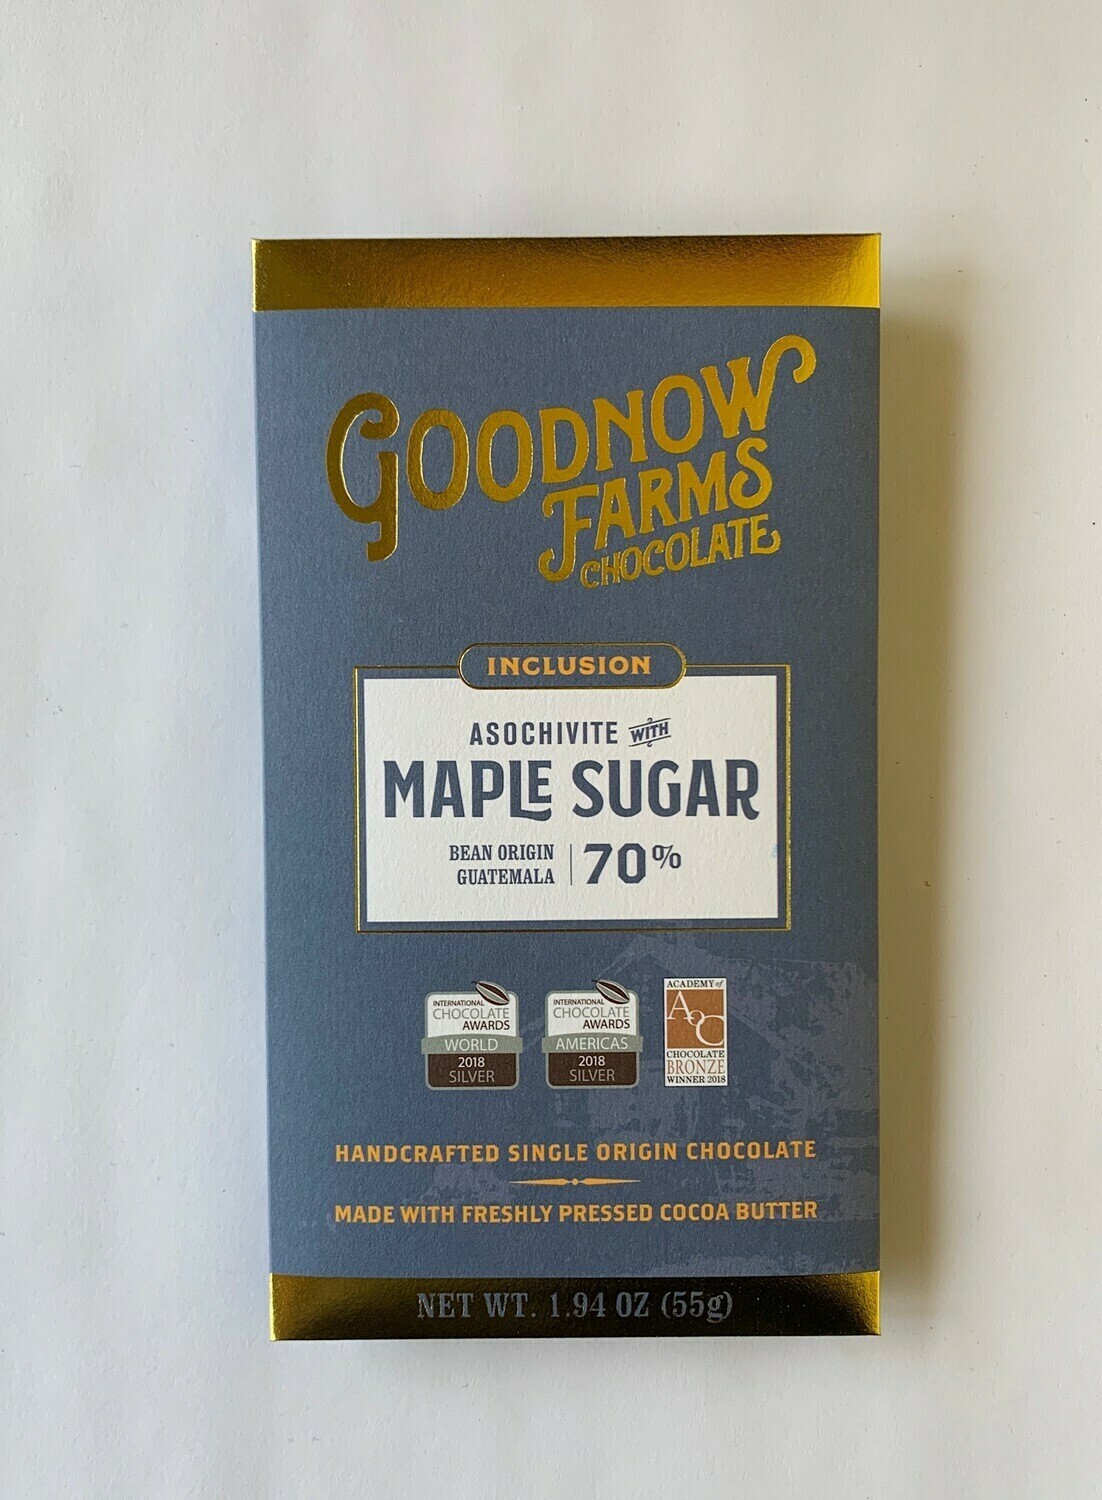 GOODNOW
FARMS
CHOCOLATE
INCLUSION
ASOCHIVITE WITH
MAPLE SUGAR
BEAN ORIGIN
GUATEMALA
70%
INTERNATIONAL
CHOCOLATE
AWARDS
WORLD
2018
SILVER
INTERNATIONAL
CHOCOLATE
AWARDS
AMERICAS
2018
SILVER
ACADEMY of
AoC
CHOCOLATE
BRONZE
WINNER 2018
HANDCRAFTED SINGLE ORIGIN CHOCOLATE
MADE WITH FRESHLY PRESSED COCOA BUTTER
NET WT. 1.94 OZ (55g)